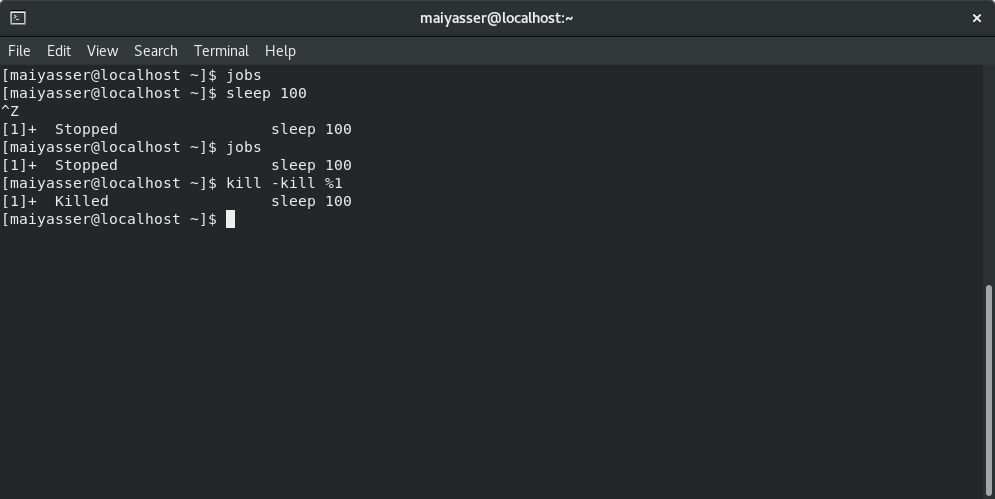 maiyasser@localhost:~ ×
File Edit View Search Terminal Help
[maiyasser@localhost ~]$ jobs
[maiyasser@localhost ~]$ sleep 100
^Z
[1]+  Stopped                 sleep 100
[maiyasser@localhost ~]$ jobs
[1]+  Stopped                 sleep 100
[maiyasser@localhost ~]$ kill -kill %1
[1]+  Killed                  sleep 100
[maiyasser@localhost ~]$